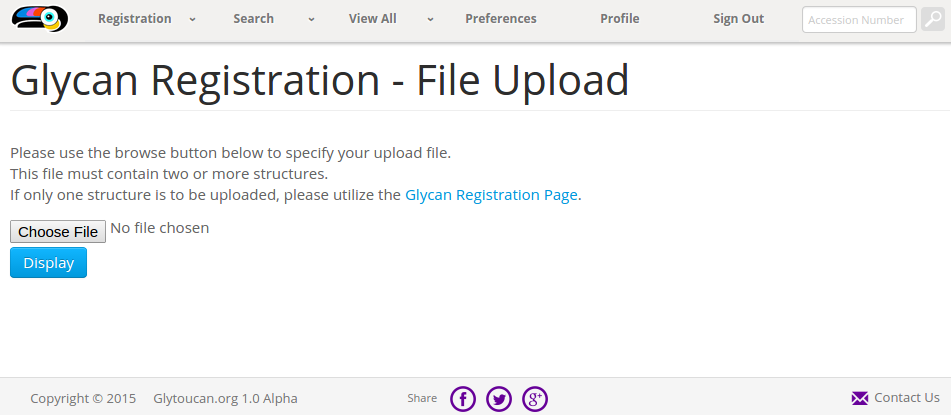 Registration Search View All Preferences Profile Sign Out Accession Number
Glycan Registration - File Upload
Please use the browse button below to specify your upload file.
This file must contain two or more structures.
If only one structure is to be uploaded, please utilize the Glycan Registration Page.
Choose File No file chosen
Display
Copyright © 2015 Glytoucan.org 1.0 Alpha Share f g+ Contact Us